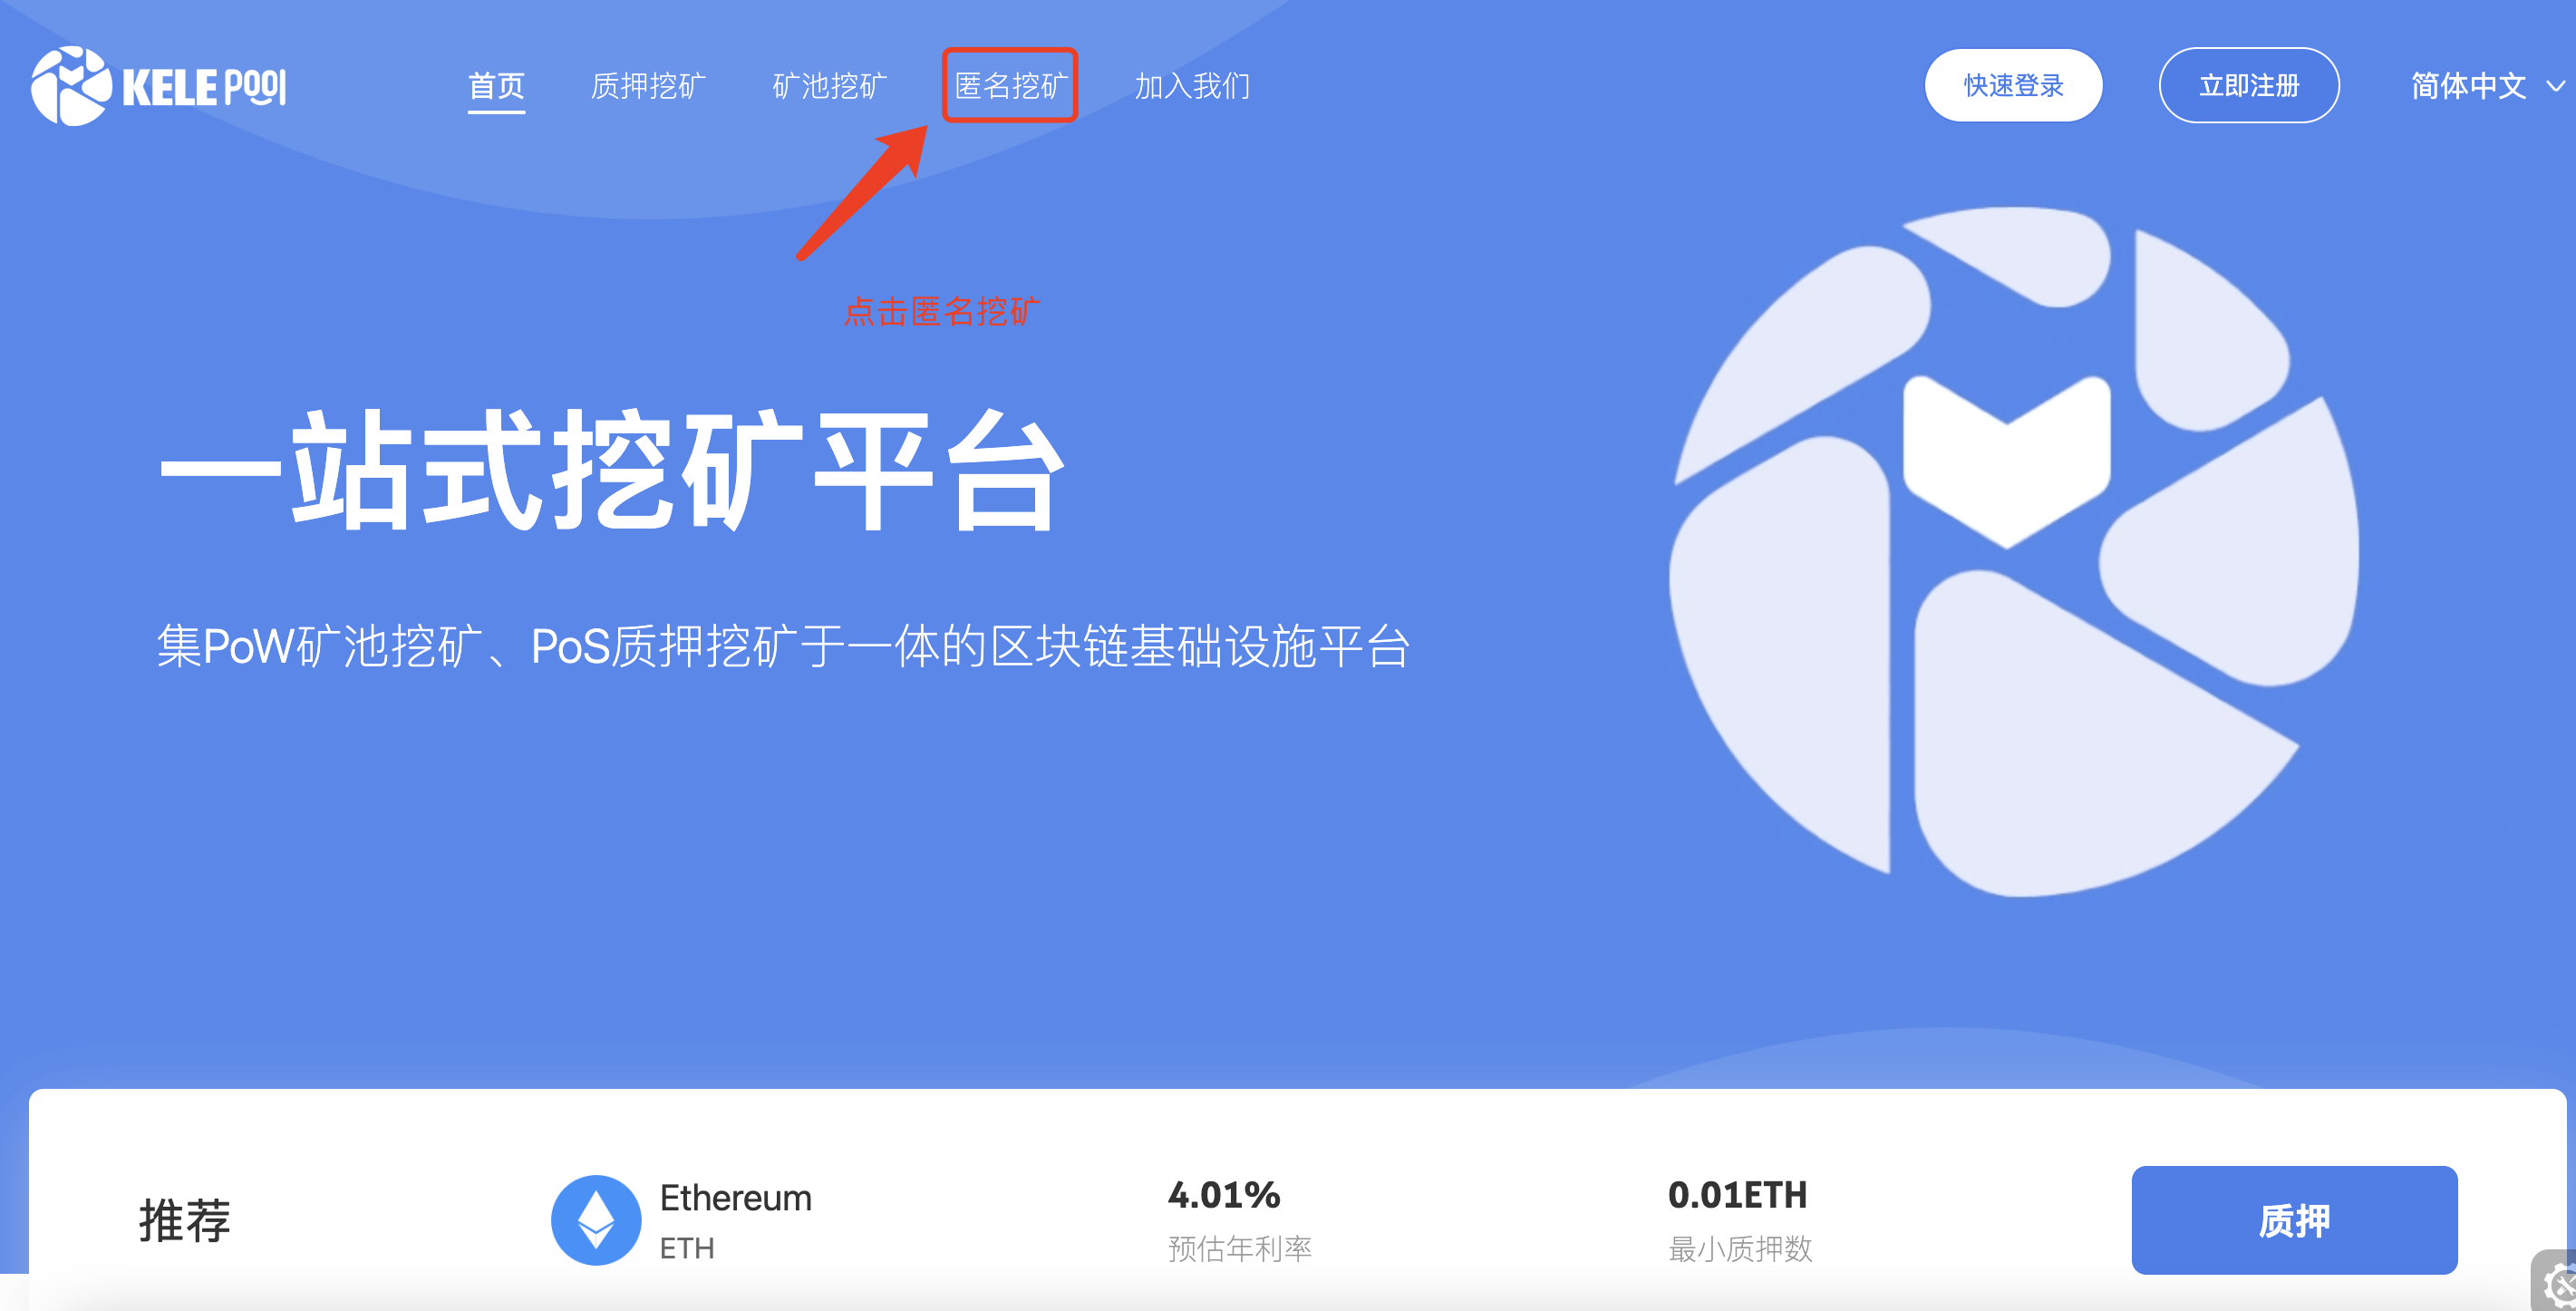 KELE Pool 首页 质押挖矿 矿池挖矿 匿名挖矿 加入我们 快速登录 立即注册 简体中文
点击匿名挖矿
一站式挖矿平台
集PoW矿池挖矿、PoS质押挖矿于一体的区块链基础设施平台
推荐
Ethereum
ETH
4.01%
预估年利率
0.01ETH
最小质押数
质押